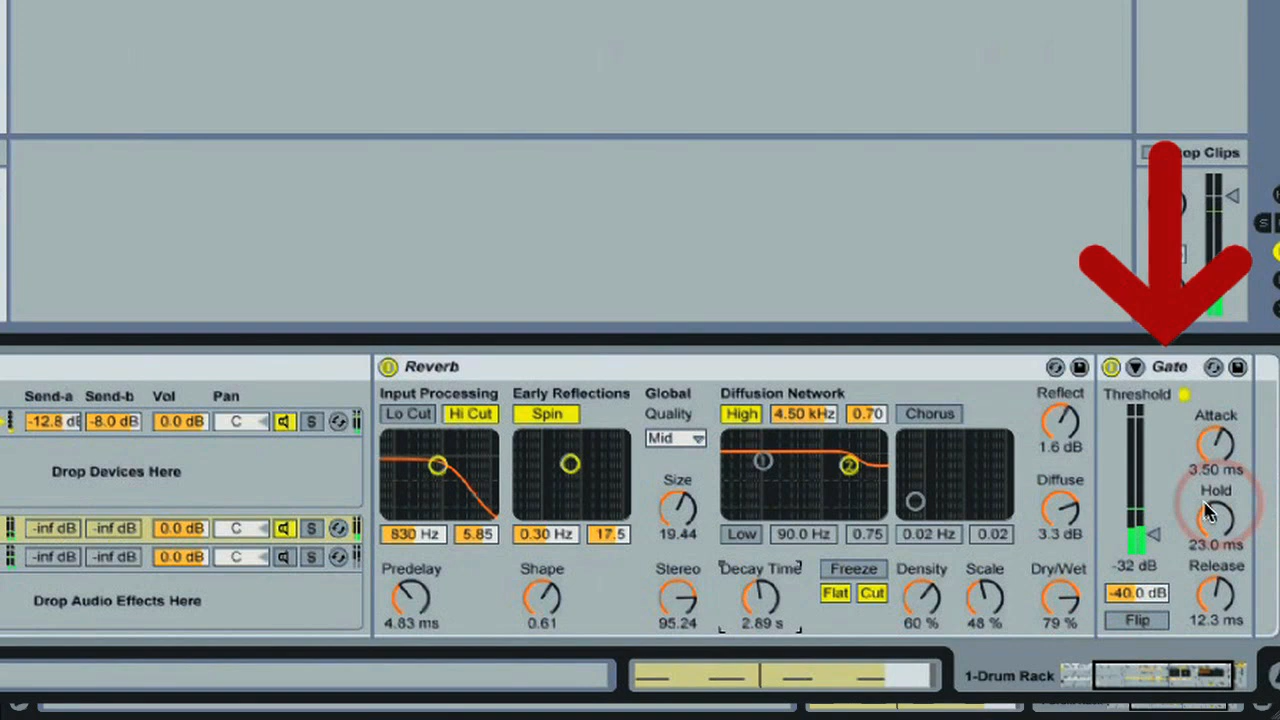 op Clips
S
Reverb
Gate
Send-a Send-b Vol Pan
Input Processing Early Reflections Global Diffusion Network Reflect Threshold
Lo Cut Hi Cut Spin Quality High 4.50 kHz 0.70 Chorus Attack
-12.8 dB -8.0 dB 0.0 dB C S Mid 1.6 dB
Drop Devices Here 3.50 ms
Size Diffuse Hold
-inf dB -inf dB 0.0 dB C S 830 Hz 5.85 0.30 Hz 17.5 19.44 Low 90.0 Hz 0.75 0.02 Hz 0.02 3.3 dB 23.0 ms
-inf dB -inf dB 0.0 dB C S
Predelay Shape Stereo Decay Time Freeze Density Scale Dry/Wet -32 dB Release
Drop Audio Effects Here Flat Cut -40.0 dB
4.83 ms 0.61 95.24 2.89 s 60 % 48 % 79 % Flip 12.3 ms
1-Drum Rack